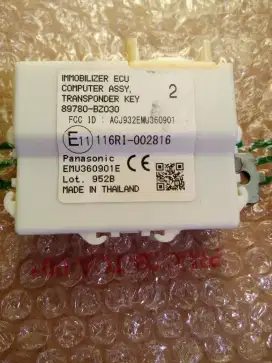 IMMOBILIZER ECU
COMPUTER ASSY,
TRANSPONDER KEY
89780-BZ030
2
FCC ID : ACJ932EMU360901
E11 116RI-002816
Panasonic
EMU360901E
Lot. 952B
MADE IN THAILAND
CE